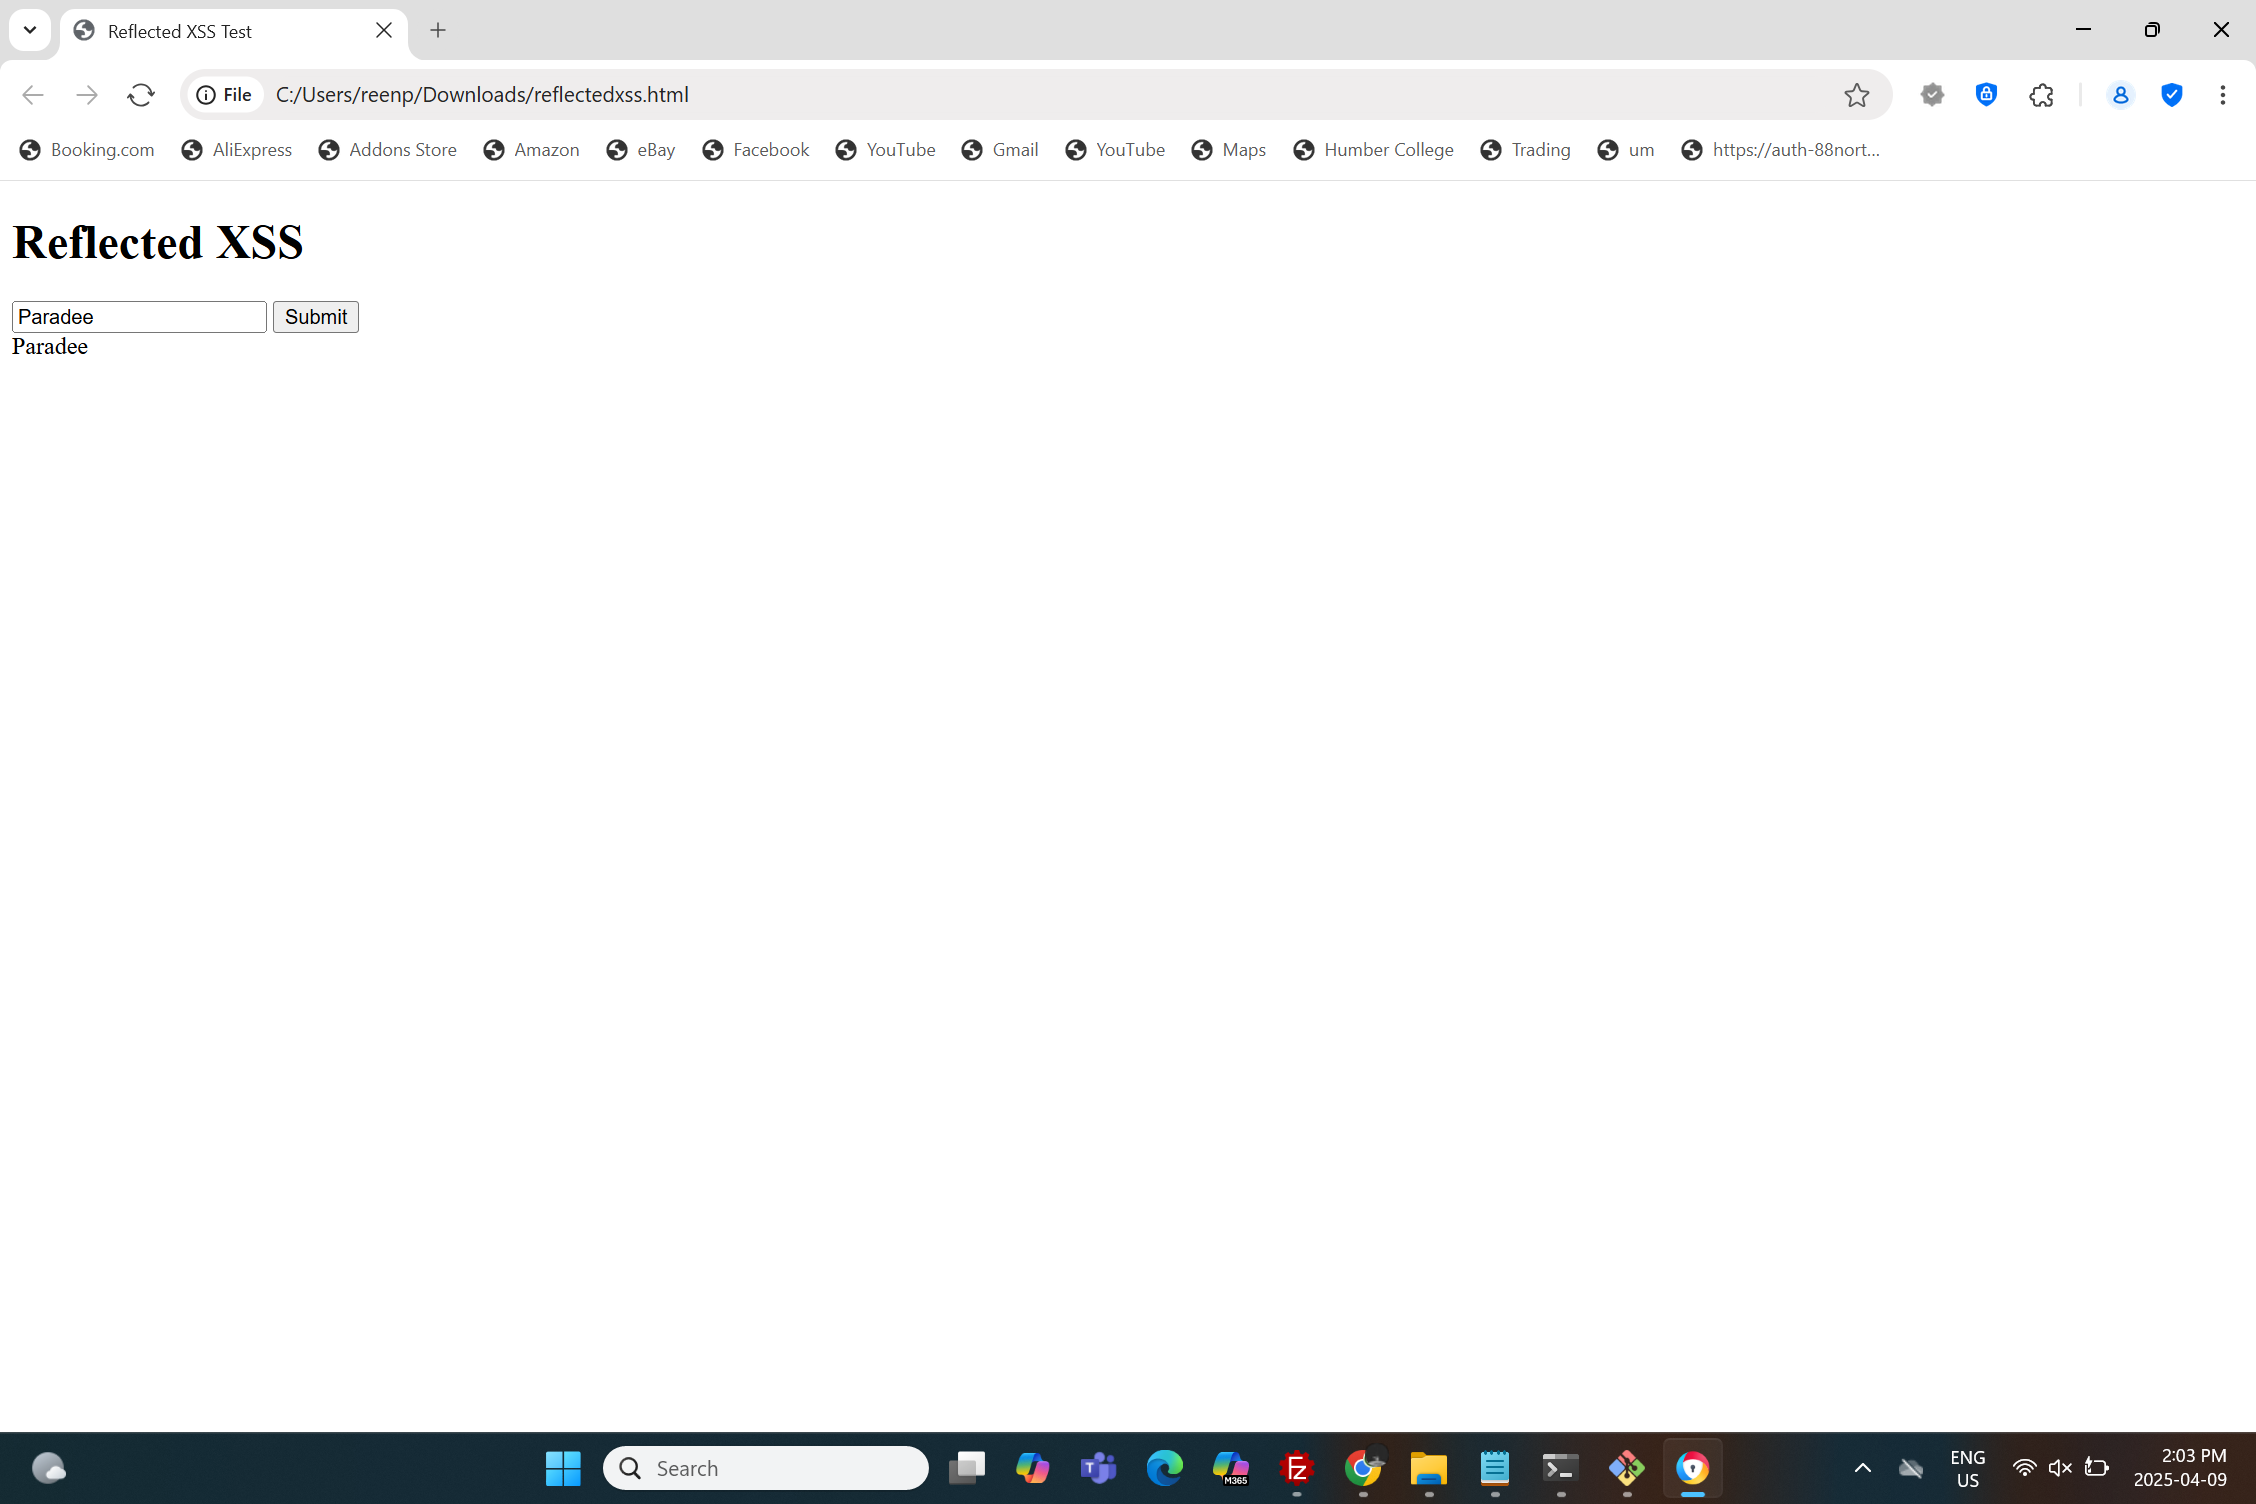 Reflected XSS Test
File C:/Users/reenp/Downloads/reflectedxss.html
Booking.com AliExpress Addons Store Amazon eBay Facebook YouTube Gmail YouTube Maps Humber College Trading um https://auth-88nort...
Reflected XSS
Paradee Submit
Paradee
Search
T
M365
Fz
ENG
US
2:03 PM
2025-04-09